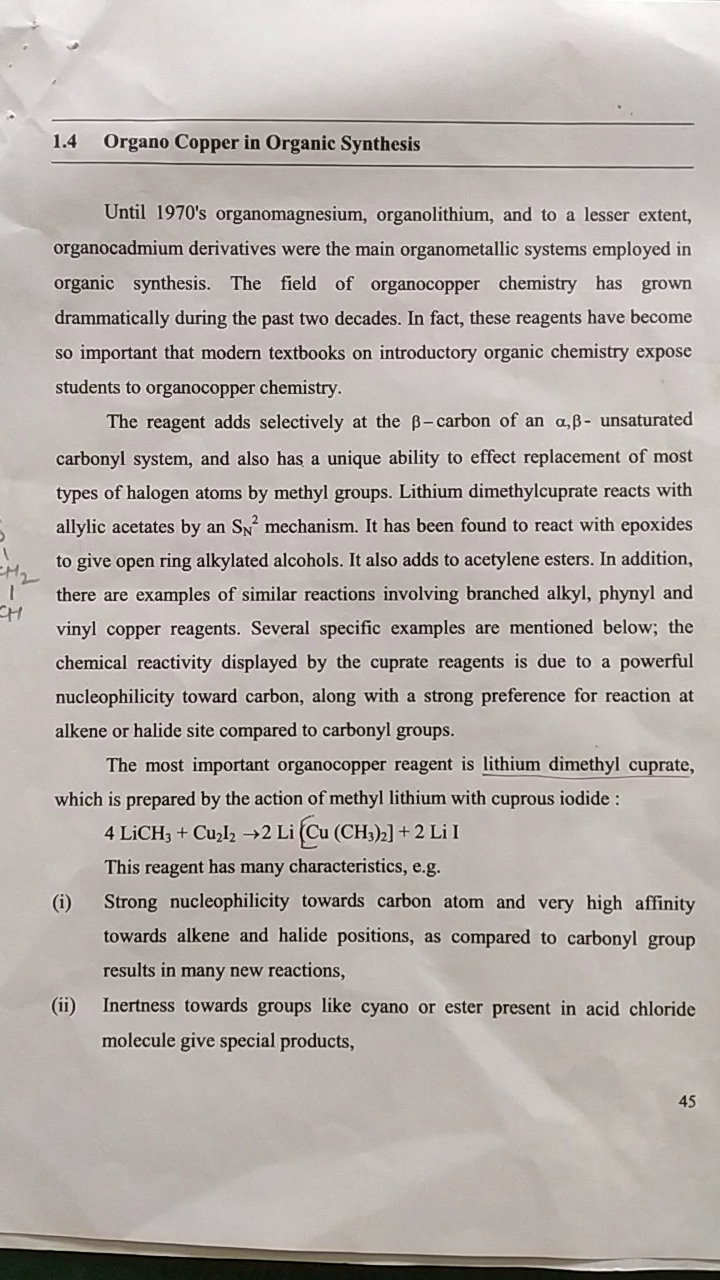 1.4 Organo Copper in Organic Synthesis
Until 1970's organomagnesium, organolithium, and to a lesser extent,
organocadmium derivatives were the main organometallic systems employed in
organic synthesis. The field of organocopper chemistry has grown
drammatically during the past two decades. In fact, these reagents have become
so important that modern textbooks on introductory organic chemistry expose
students to organocopper chemistry.
The reagent adds selectively at the β–carbon of an α,β- unsaturated
carbonyl system, and also has a unique ability to effect replacement of most
types of halogen atoms by methyl groups. Lithium dimethylcuprate reacts with
allylic acetates by an S_N^2 mechanism. It has been found to react with epoxides
to give open ring alkylated alcohols. It also adds to acetylene esters. In addition,
CH2
there are examples of similar reactions involving branched alkyl, phynyl and
CH
vinyl copper reagents. Several specific examples are mentioned below; the
chemical reactivity displayed by the cuprate reagents is due to a powerful
nucleophilicity toward carbon, along with a strong preference for reaction at
alkene or halide site compared to carbonyl groups.
The most important organocopper reagent is lithium dimethyl cuprate,
which is prepared by the action of methyl lithium with cuprous iodide :
4 LiCH₃ + Cu₂I₂ →2 Li [Cu (CH₃)₂] + 2 Li I
This reagent has many characteristics, e.g.
(i) Strong nucleophilicity towards carbon atom and very high affinity
towards alkene and halide positions, as compared to carbonyl group
results in many new reactions,
(ii) Inertness towards groups like cyano or ester present in acid chloride
molecule give special products,
45